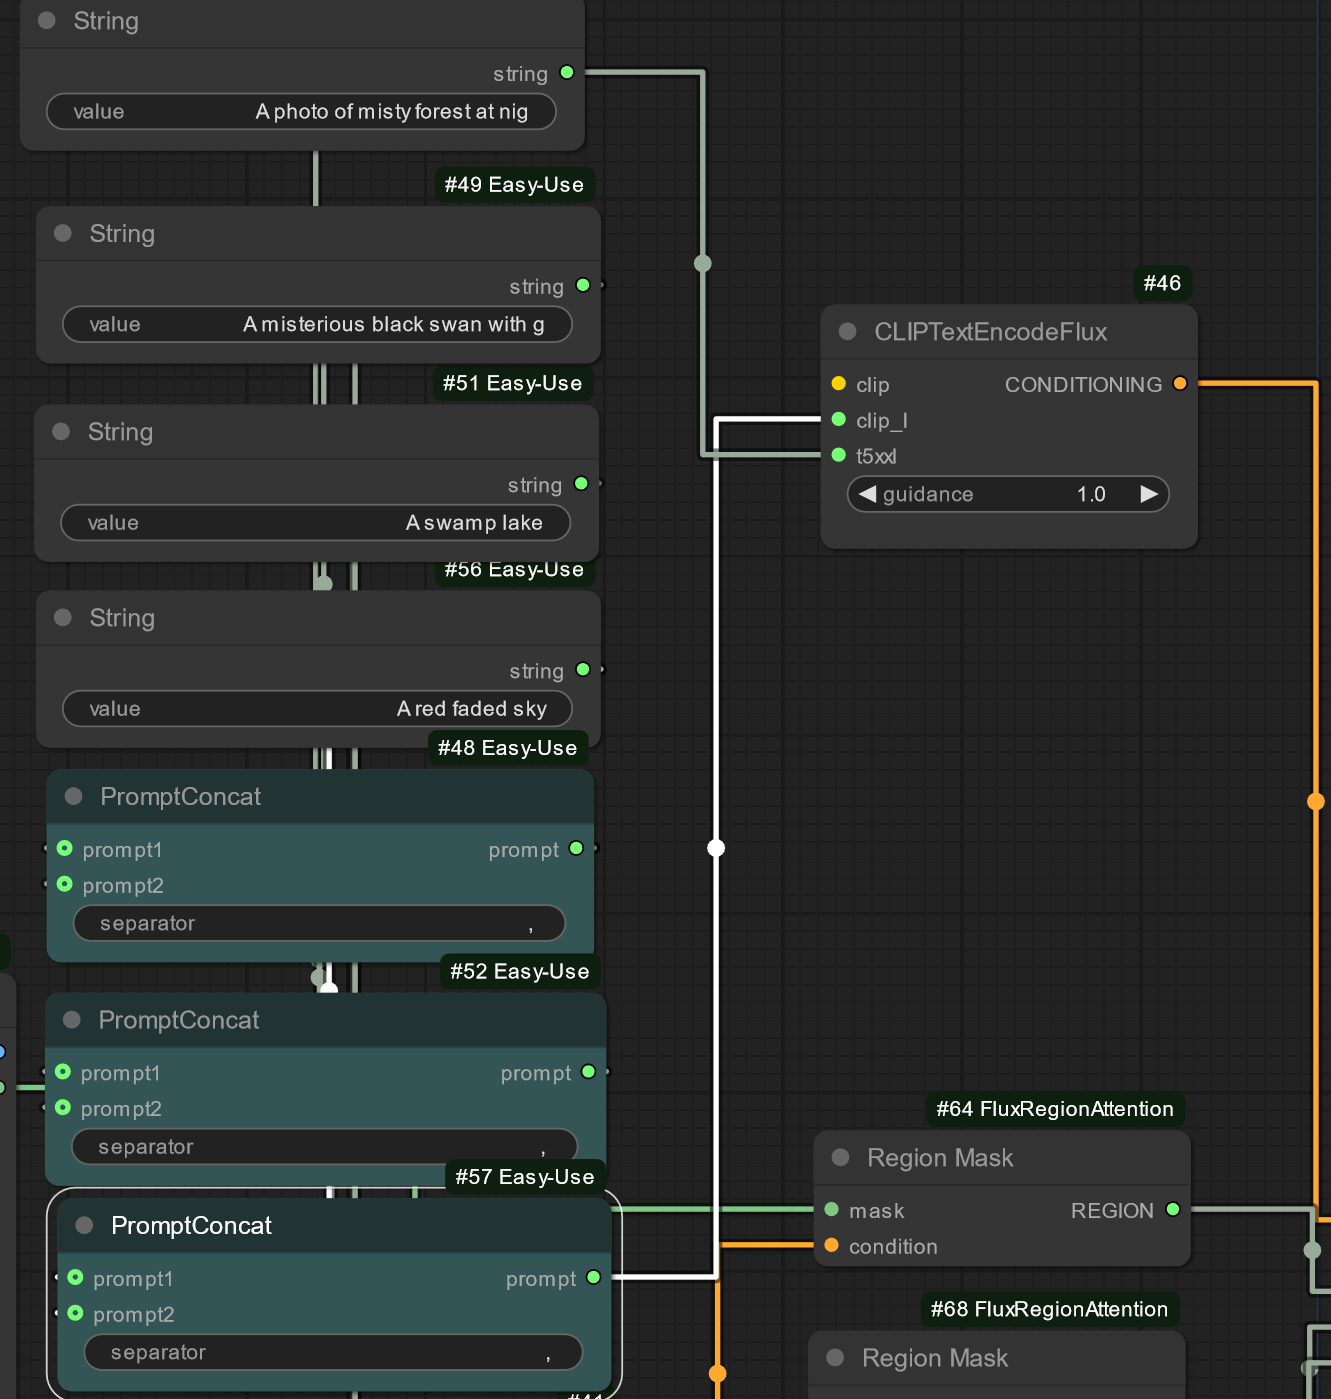 String
string
value A photo of misty forest at nig
#49 Easy-Use
String
string
value A misterious black swan with g
#51 Easy-Use
String
string
value A swamp lake
#56 Easy-Use
String
string
value A red faded sky
#48 Easy-Use
PromptConcat
prompt1 prompt
prompt2
separator ,
#52 Easy-Use
PromptConcat
prompt1 prompt
prompt2
separator ,
#57 Easy-Use
PromptConcat
prompt1 prompt
prompt2
separator ,
#46
CLIPTextEncodeFlux
clip CONDITIONING
clip_l
t5xxl
guidance 1.0
#64 FluxRegionAttention
Region Mask
mask REGION
condition
#68 FluxRegionAttention
Region Mask